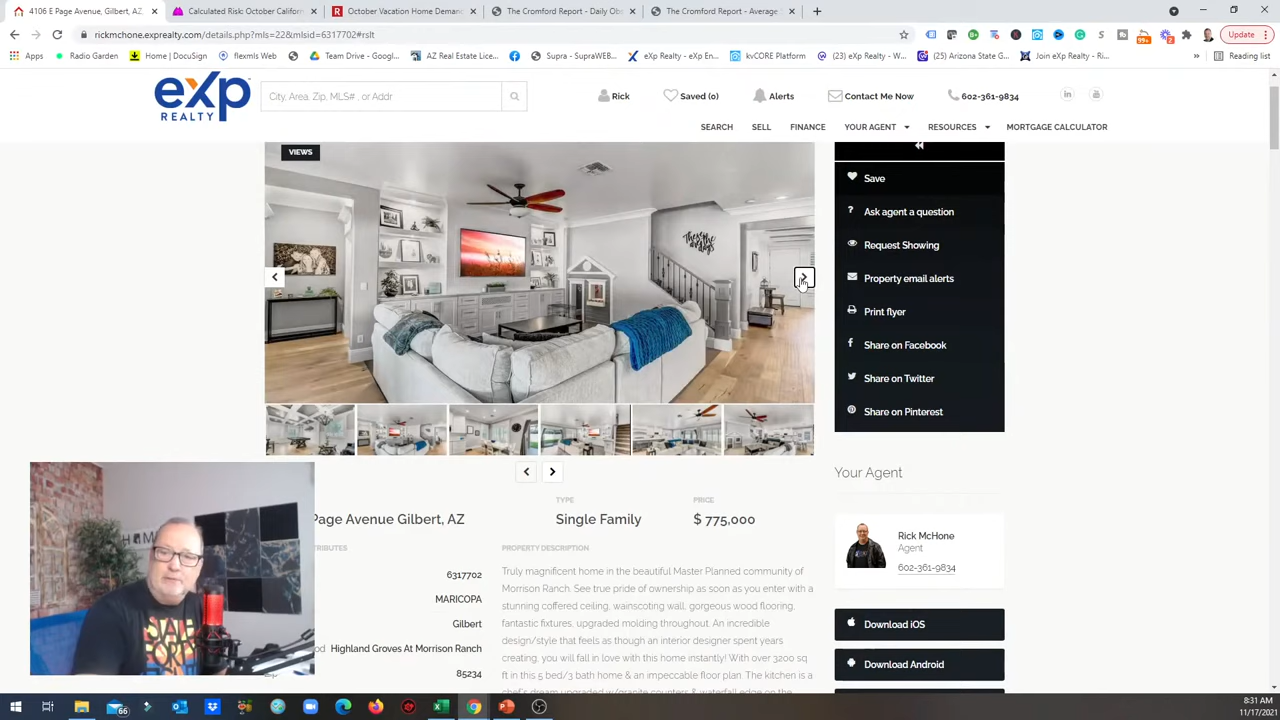 4106 E Page Avenue, Gilbert, AZ,
Calculated Risk: October Californ
October Vacation Home Demand
The Cromford Report - Daily Obs
The Cromford Report - Average S
rickmchone.exprealty.com/details.php?mls=22&mlsid=6317702#rslt
Update
Apps
Radio Garden
Home | DocuSign
flexmls Web
Team Drive - Googl...
AZ Real Estate Lice...
Supra - SupraWEB...
eXp Realty - eXp En...
kvCORE Platform
(23) eXp Realty - W...
(25) Arizona State G...
Join eXp Realty - Ri...
Reading list
eXp
REALTY
City, Area, Zip, MLS# , or Addr
Rick
Saved (0)
Alerts
Contact Me Now
602-361-9834
SEARCH
SELL
FINANCE
YOUR AGENT
RESOURCES
MORTGAGE CALCULATOR
VIEWS
Save
Ask agent a question
Request Showing
Property email alerts
Print flyer
Share on Facebook
Share on Twitter
Share on Pinterest
Your Agent
Rick McHone
Agent
602-361-9834
Download iOS
Download Android
Page Avenue Gilbert, AZ
TYPE
Single Family
PRICE
$ 775,000
TRIBUTES
6317702
MARICOPA
Gilbert
Highland Groves At Morrison Ranch
85234
PROPERTY DESCRIPTION
Truly magnificent home in the beautiful Master Planned community of
Morrison Ranch. See true pride of ownership as soon as you enter with a
stunning coffered ceiling, wainscoting wall, gorgeous wood flooring,
fantastic fixtures, upgraded molding throughout. An incredible
design/style that feels as though an interior designer spent years
creating, you will fall in love with this home instantly! With over 3200 sq
ft in this 5 bed/3 bath home & an impeccable floor plan. The kitchen is a
chef's dream upgraded w/granite counters & waterfall edge on the
8:31 AM
11/17/2021